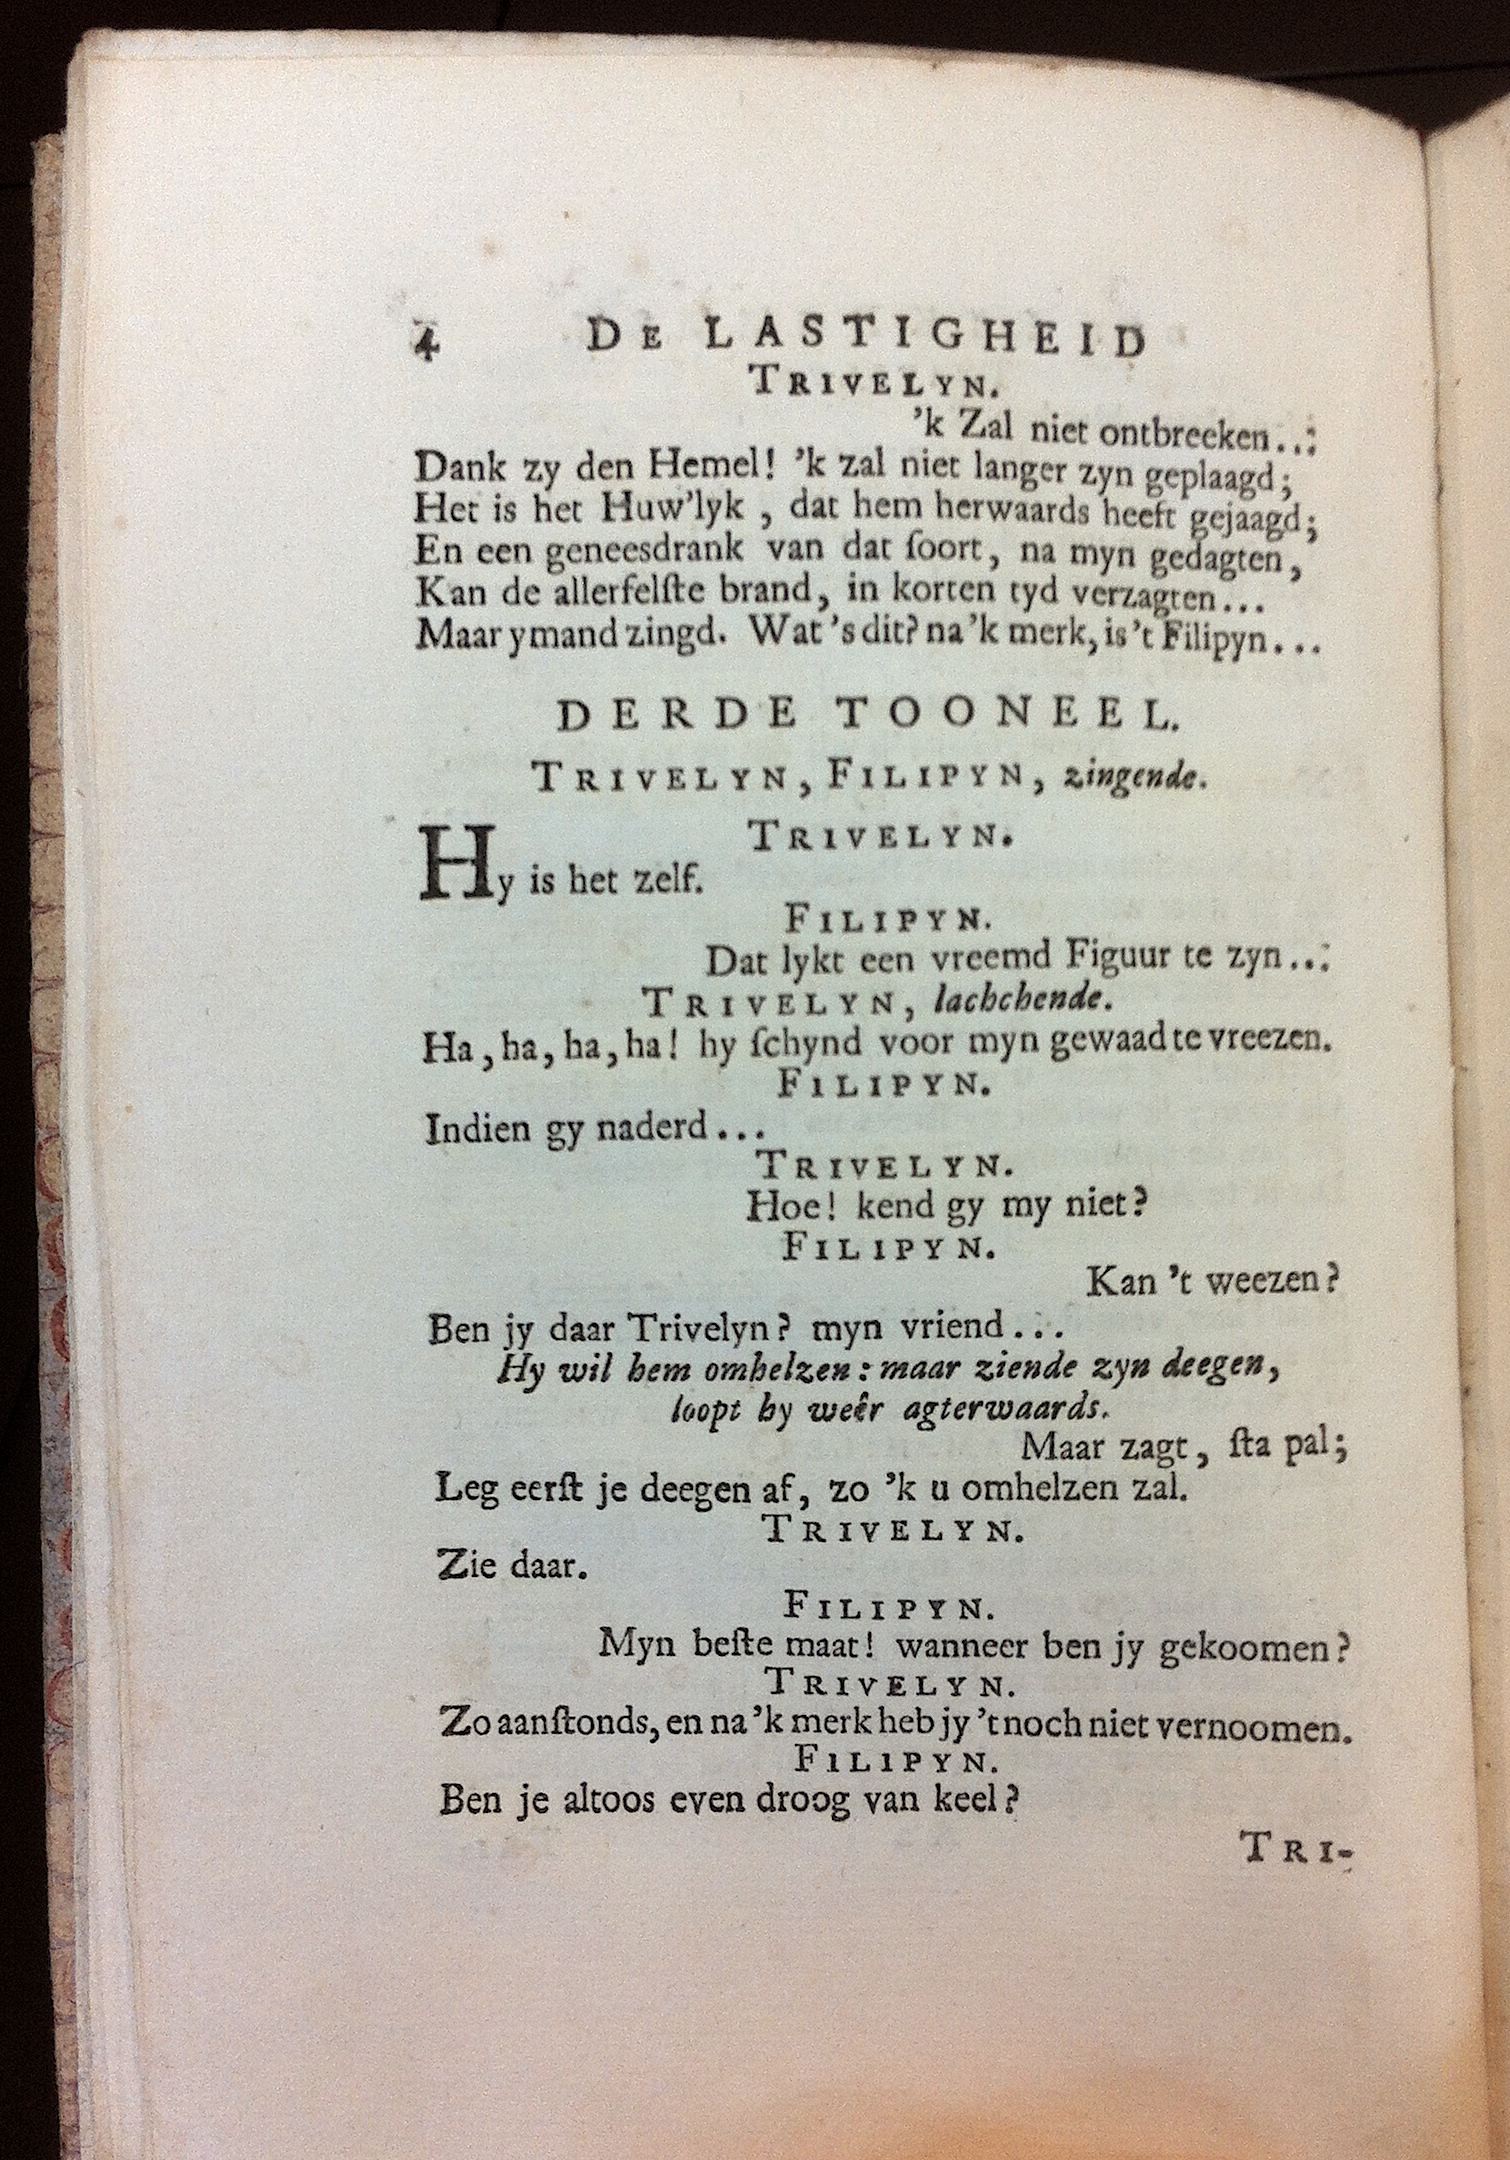 4 DE LASTIGHEID
TRIVELYN.
'k Zal niet ontbreeken...
Dank zy den Hemel! 'k zal niet langer zyn geplaagd;
Het is het Huw'lyk, dat hem herwaards heeft gejaagd;
En een geneesdrank van dat ſoort, na myn gedagten,
Kan de allerfelſte brand, in korten tyd verzagten...
Maar ymand zingd. Wat 's dit? na 'k merk, is 't Filipyn...
DERDE TOONEEL.
TRIVELYN, FILIPYN, zingende.
TRIVELYN.
Hy is het zelf.
FILIPYN.
Dat lykt een vreemd Figuur te zyn...
TRIVELYN, lachchende.
Ha, ha, ha, ha! hy ſchynd voor myn gewaad te vreezen.
FILIPYN.
Indien gy naderd...
TRIVELYN.
Hoe! kend gy my niet?
FILIPYN.
Kan 't weezen?
Ben jy daar Trivelyn? myn vriend...
Hy wil hem omhelzen: maar ziende zyn deegen,
loopt hy weêr agterwaards.
Maar zagt, ſta pal;
Leg eerſt je deegen af, zo 'k u omhelzen zal.
TRIVELYN.
Zie daar.
FILIPYN.
Myn beſte maat! wanneer ben jy gekoomen?
TRIVELYN.
Zo aanſtonds, en na 'k merk heb jy 't noch niet vernoomen.
FILIPYN.
Ben je altoos even droog van keel?
TRI-